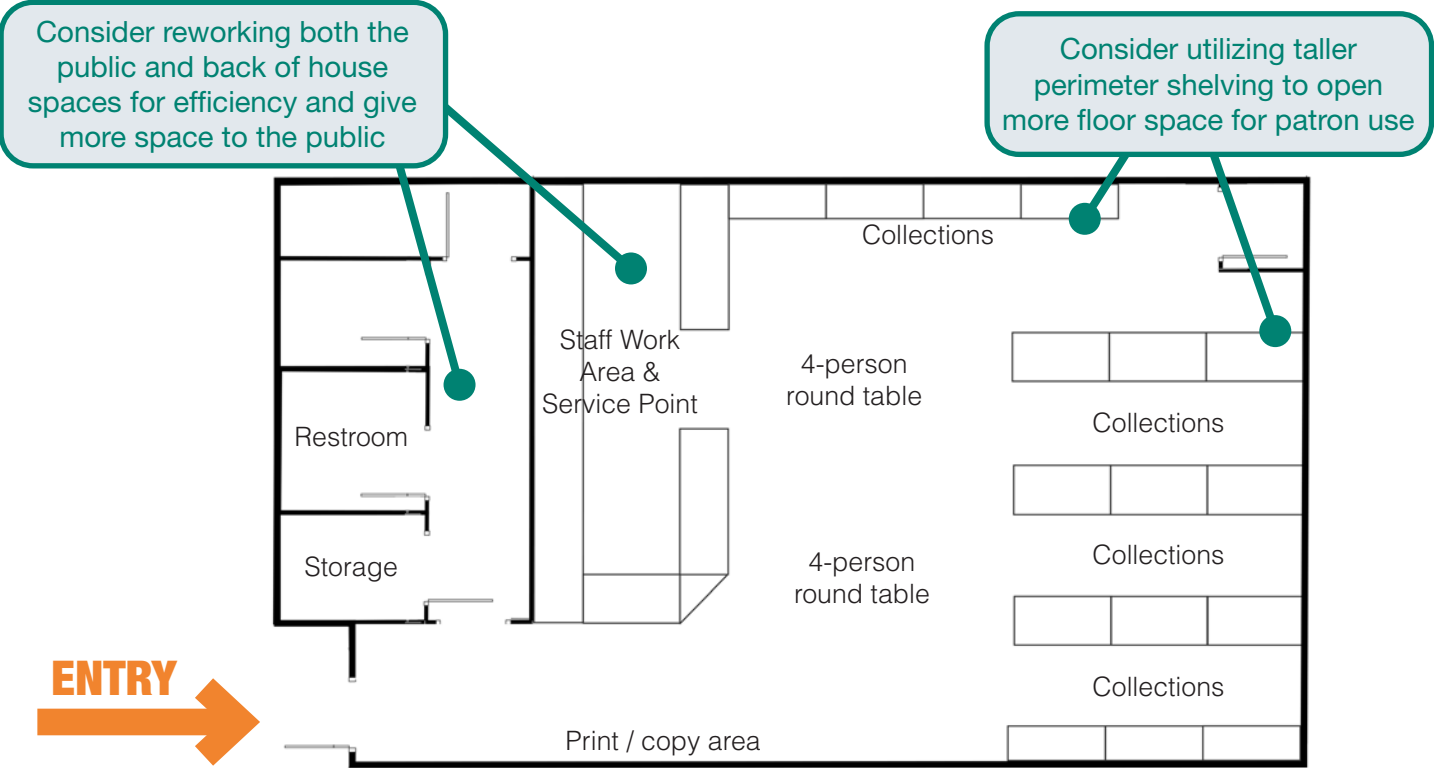 Consider reworking both the
public and back of house
spaces for efficiency and give
more space to the public
Consider utilizing taller
perimeter shelving to open
more floor space for patron use
Collections
Staff Work
Area &
Service Point
4-person
round table
Collections
Restroom
Collections
4-person
round table
Storage
Collections
ENTRY
Print / copy area